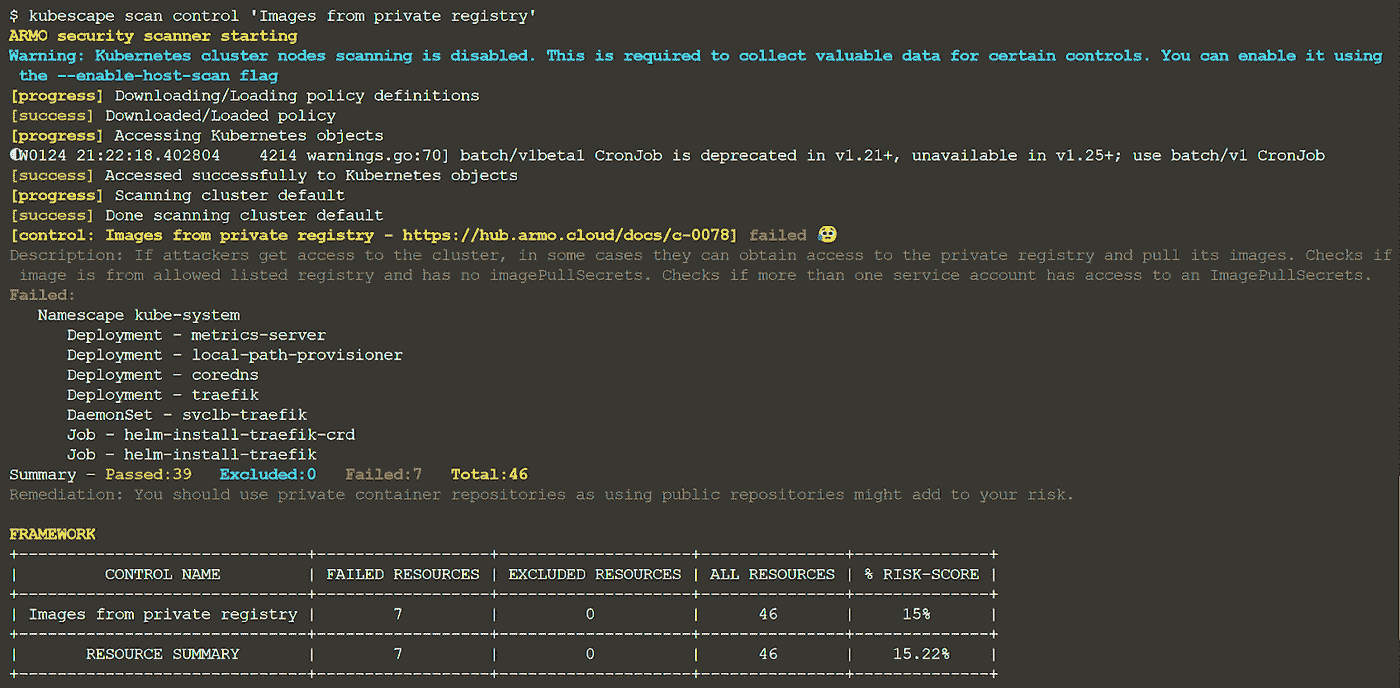 $ kubescape scan control 'Images from private registry'
ARMO security scanner starting
Warning: Kubernetes cluster nodes scanning is disabled. This is required to collect valuable data for certain controls. You can enable it using
 the --enable-host-scan flag
[progress] Downloading/Loading policy definitions
[success] Downloaded/Loaded policy
[progress] Accessing Kubernetes objects
W0124 21:22:18.402804    4214 warnings.go:70] batch/v1beta1 CronJob is deprecated in v1.21+, unavailable in v1.25+; use batch/v1 CronJob
[success] Accessed successfully to Kubernetes objects
[progress] Scanning cluster default
[success] Done scanning cluster default
[control: Images from private registry - https://hub.armo.cloud/docs/c-0078] failed 😥
Description: If attackers get access to the cluster, in some cases they can obtain access to the private registry and pull its images. Checks if
 image is from allowed listed registry and has no imagePullSecrets. Checks if more than one service account has access to an ImagePullSecrets.
Failed:
   Namescape kube-system
      Deployment - metrics-server
      Deployment - local-path-provisioner
      Deployment - coredns
      Deployment - traefik
      DaemonSet - svclb-traefik
      Job - helm-install-traefik-crd
      Job - helm-install-traefik
Summary - Passed:39   Excluded:0   Failed:7   Total:46
Remediation: You should use private container repositories as using public repositories might add to your risk.
FRAMEWORK
+------------------------------+------------------+--------------------+---------------+--------------+
|         CONTROL NAME         | FAILED RESOURCES | EXCLUDED RESOURCES | ALL RESOURCES | % RISK-SCORE |
+------------------------------+------------------+--------------------+---------------+--------------+
| Images from private registry |        7         |         0          |      46       |     15%      |
+------------------------------+------------------+--------------------+---------------+--------------+
|       RESOURCE SUMMARY       |        7         |         0          |      46       |    15.22%    |
+------------------------------+------------------+--------------------+---------------+--------------+